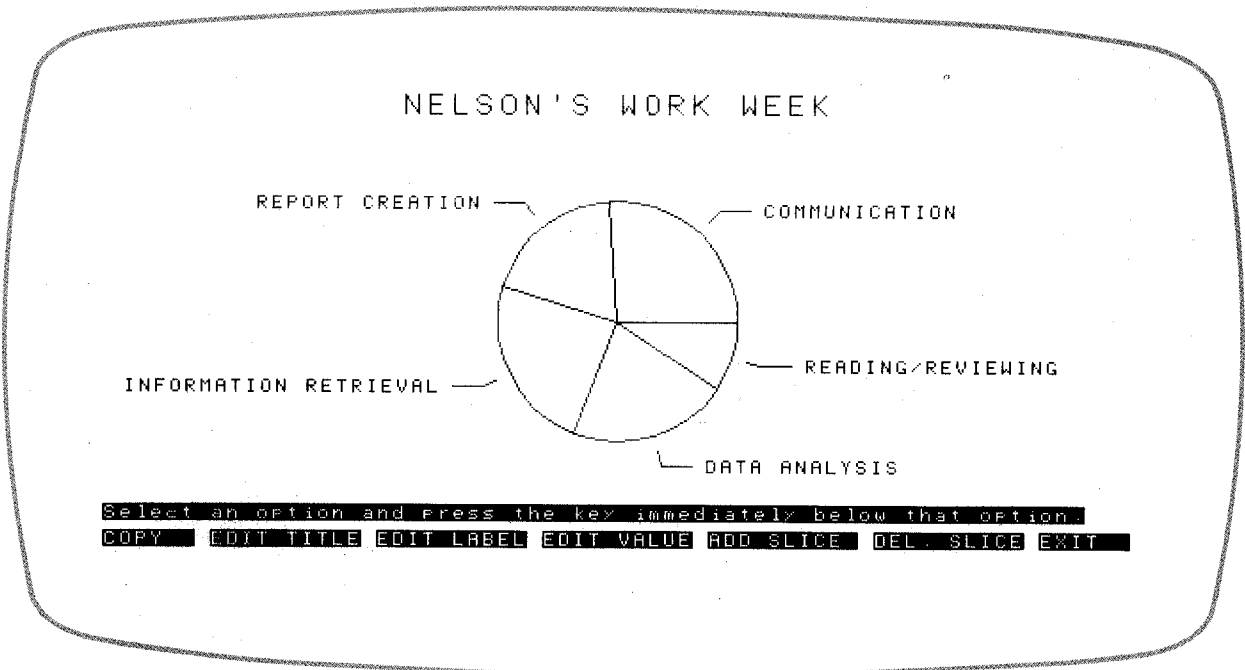 NELSON'S WORK WEEK
REPORT CREATION
COMMUNICATION
INFORMATION RETRIEVAL
READING/REVIEWING
DATA ANALYSIS
Select an option and press the key immediately below that option.
COPY EDIT TITLE EDIT LABEL EDIT VALUE ADD SLICE DEL. SLICE EXIT